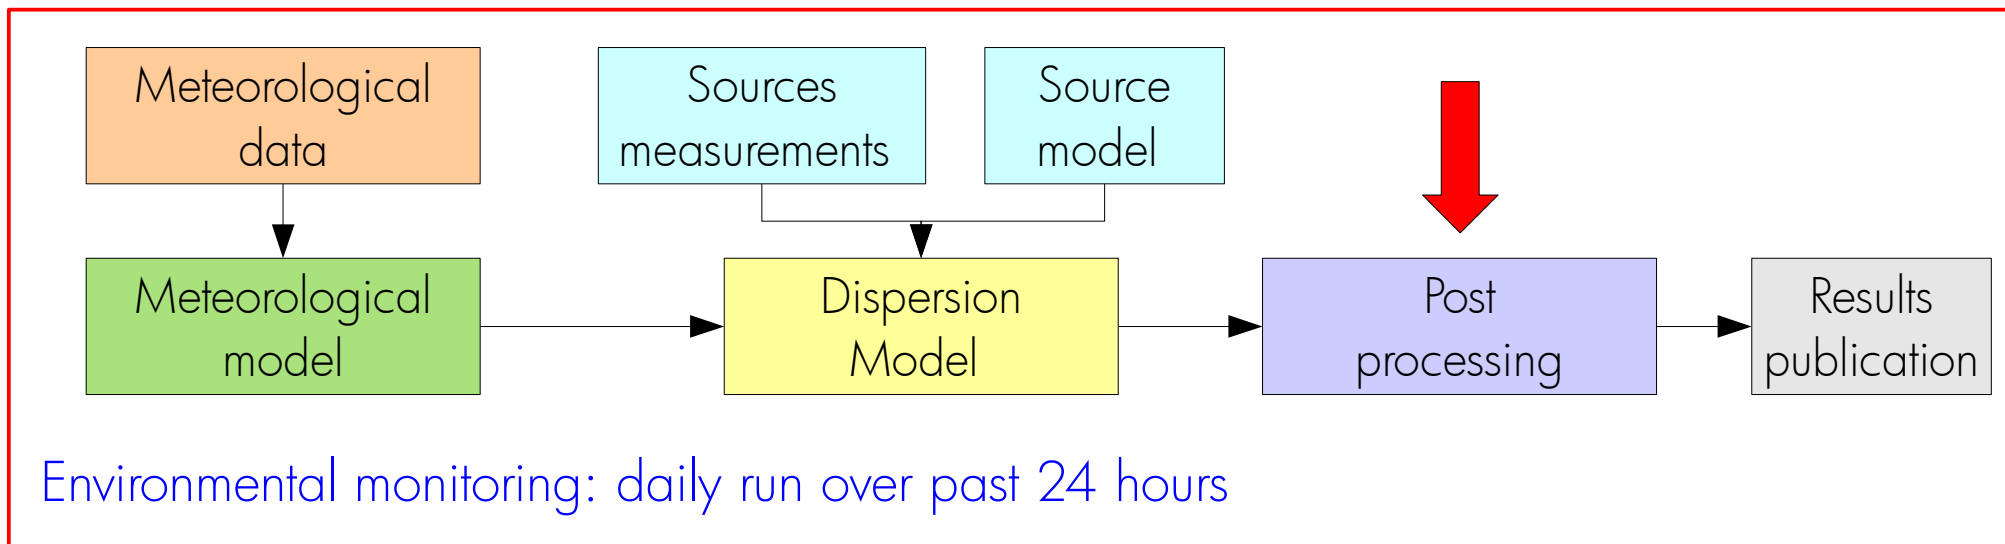 Meteorological
data
Sources
measurements
Source
model
Meteorological
model
Dispersion
Model
Post
processing
Results
publication
Environmental monitoring: daily run over past 24 hours